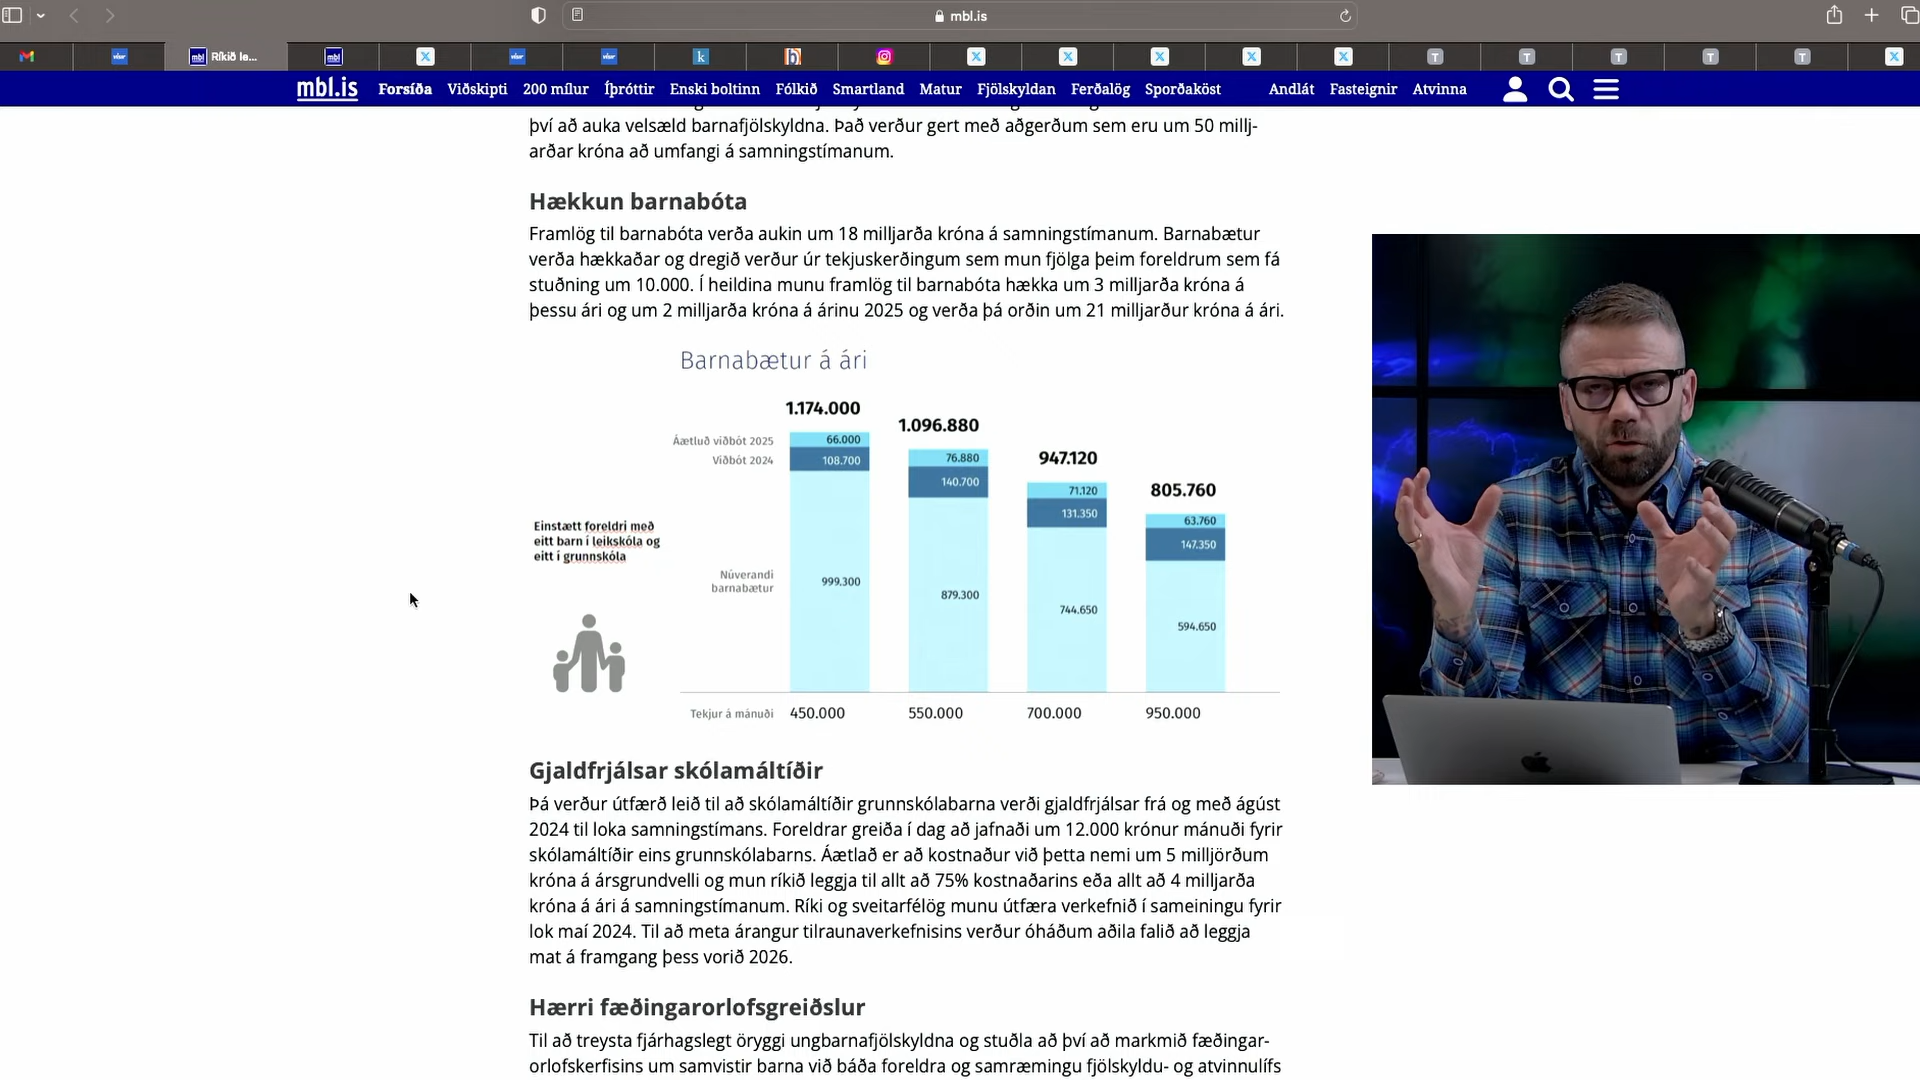 mbl.is
Ríkið le...
mbl.is Forsíða Viðskipti 200 mílur Íþróttir Enski boltinn Fólkið Smartland Matur Fjölskyldan Ferðalög Sporðaköst Andlát Fasteignir Atvinna
því að auka velsæld barnafjölskyldna. Það verður gert með aðgerðum sem eru um 50 millj-
arðar króna að umfangi á samningstímanum.
Hækkun barnabóta
Framlög til barnabóta verða aukin um 18 milljarða króna á samningstímanum. Barnabætur
verða hækkaðar og dregið verður úr tekjuskerðingum sem mun fjölga þeim foreldrum sem fá
stuðning um 10.000. Í heildina munu framlög til barnabóta hækka um 3 milljarða króna á
þessu ári og um 2 milljarða króna á árinu 2025 og verða þá orðin um 21 milljarður króna á ári.
Barnabætur á ári
1.174.000
1.096.880
947.120
805.760
Áætluð viðbót 2025
66.000
76.880
71.120
63.760
Viðbót 2024
108.700
140.700
131.350
147.350
Einstætt foreldri með
eitt barn í leikskóla og
eitt í grunnskóla
Núverandi
barnabætur
999.300
879.300
744.650
594.650
Tekjur á mánuði 450.000 550.000 700.000 950.000
Gjaldfrjálsar skólamáltíðir
Þá verður útfærð leið til að skólamáltíðir grunnskólabarna verði gjaldfrjálsar frá og með ágúst
2024 til loka samningstímans. Foreldrar greiða í dag að jafnaði um 12.000 krónur mánuði fyrir
skólamáltíðir eins grunnskólabarns. Áætlað er að kostnaður við þetta nemi um 5 milljörðum
króna á ársgrundvelli og mun ríkið leggja til allt að 75% kostnaðarins eða allt að 4 milljarða
króna á ári á samningstímanum. Ríki og sveitarfélög munu útfæra verkefnið í sameiningu fyrir
lok maí 2024. Til að meta árangur tilraunaverkefnisins verður óháðum aðila falið að leggja
mat á framgang þess vorið 2026.
Hærri fæðingarorlofsgreiðslur
Til að treysta fjárhagslegt öryggi ungbarnafjölskyldna og stuðla að því að markmið fæðingar-
orlofskerfisins um samvistir barna við báða foreldra og samræmingu fjölskyldu- og atvinnulífs